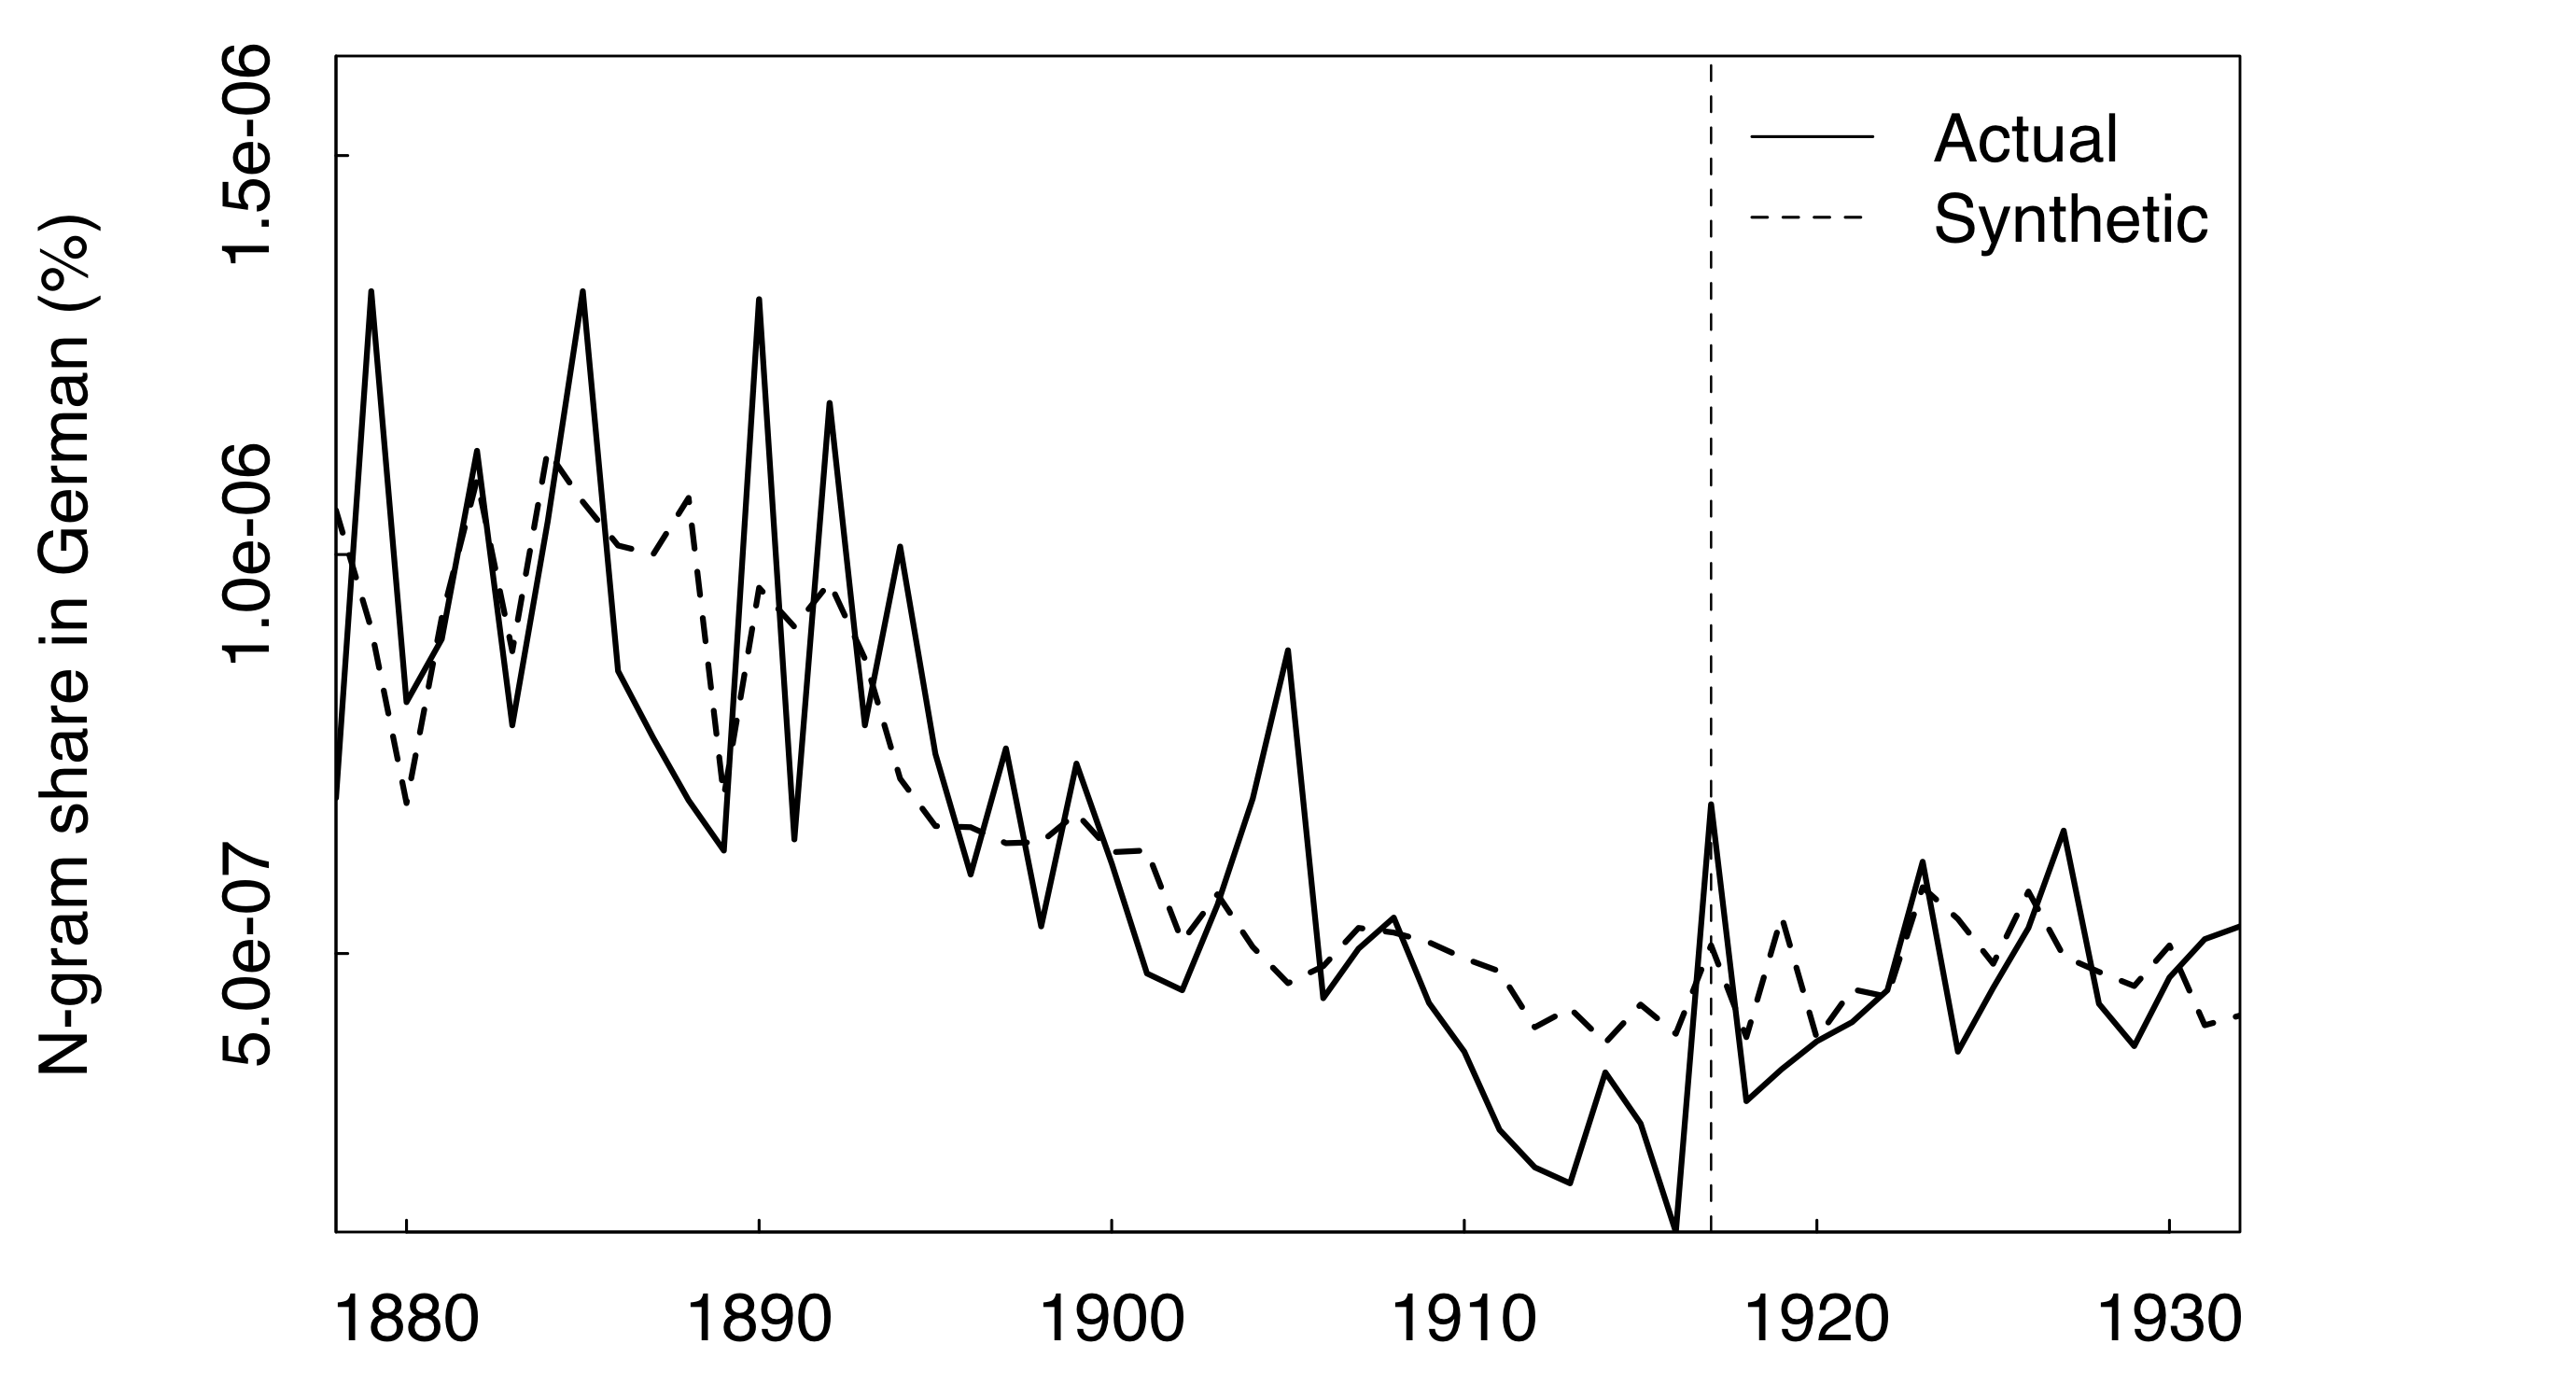 N-gram share in German (%)
1.5e-06
1.0e-06
5.0e-07
Actual
Synthetic
1880 1890 1900 1910 1920 1930